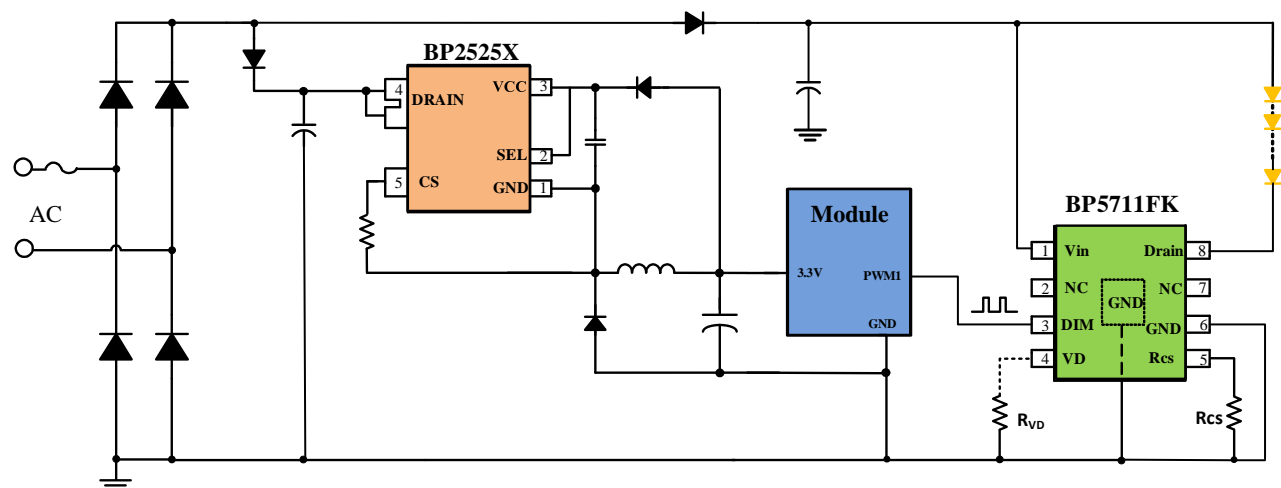 BP2525X
4
DRAIN
VCC
3
SEL
2
5
CS
GND
1
AC
Module
3.3V
PWM1
GND
BP5711FK
1
Vin
Drain
8
2
NC
NC
7
GND
3
DIM
GND
6
4
VD
Rcs
5
RVD
Rcs